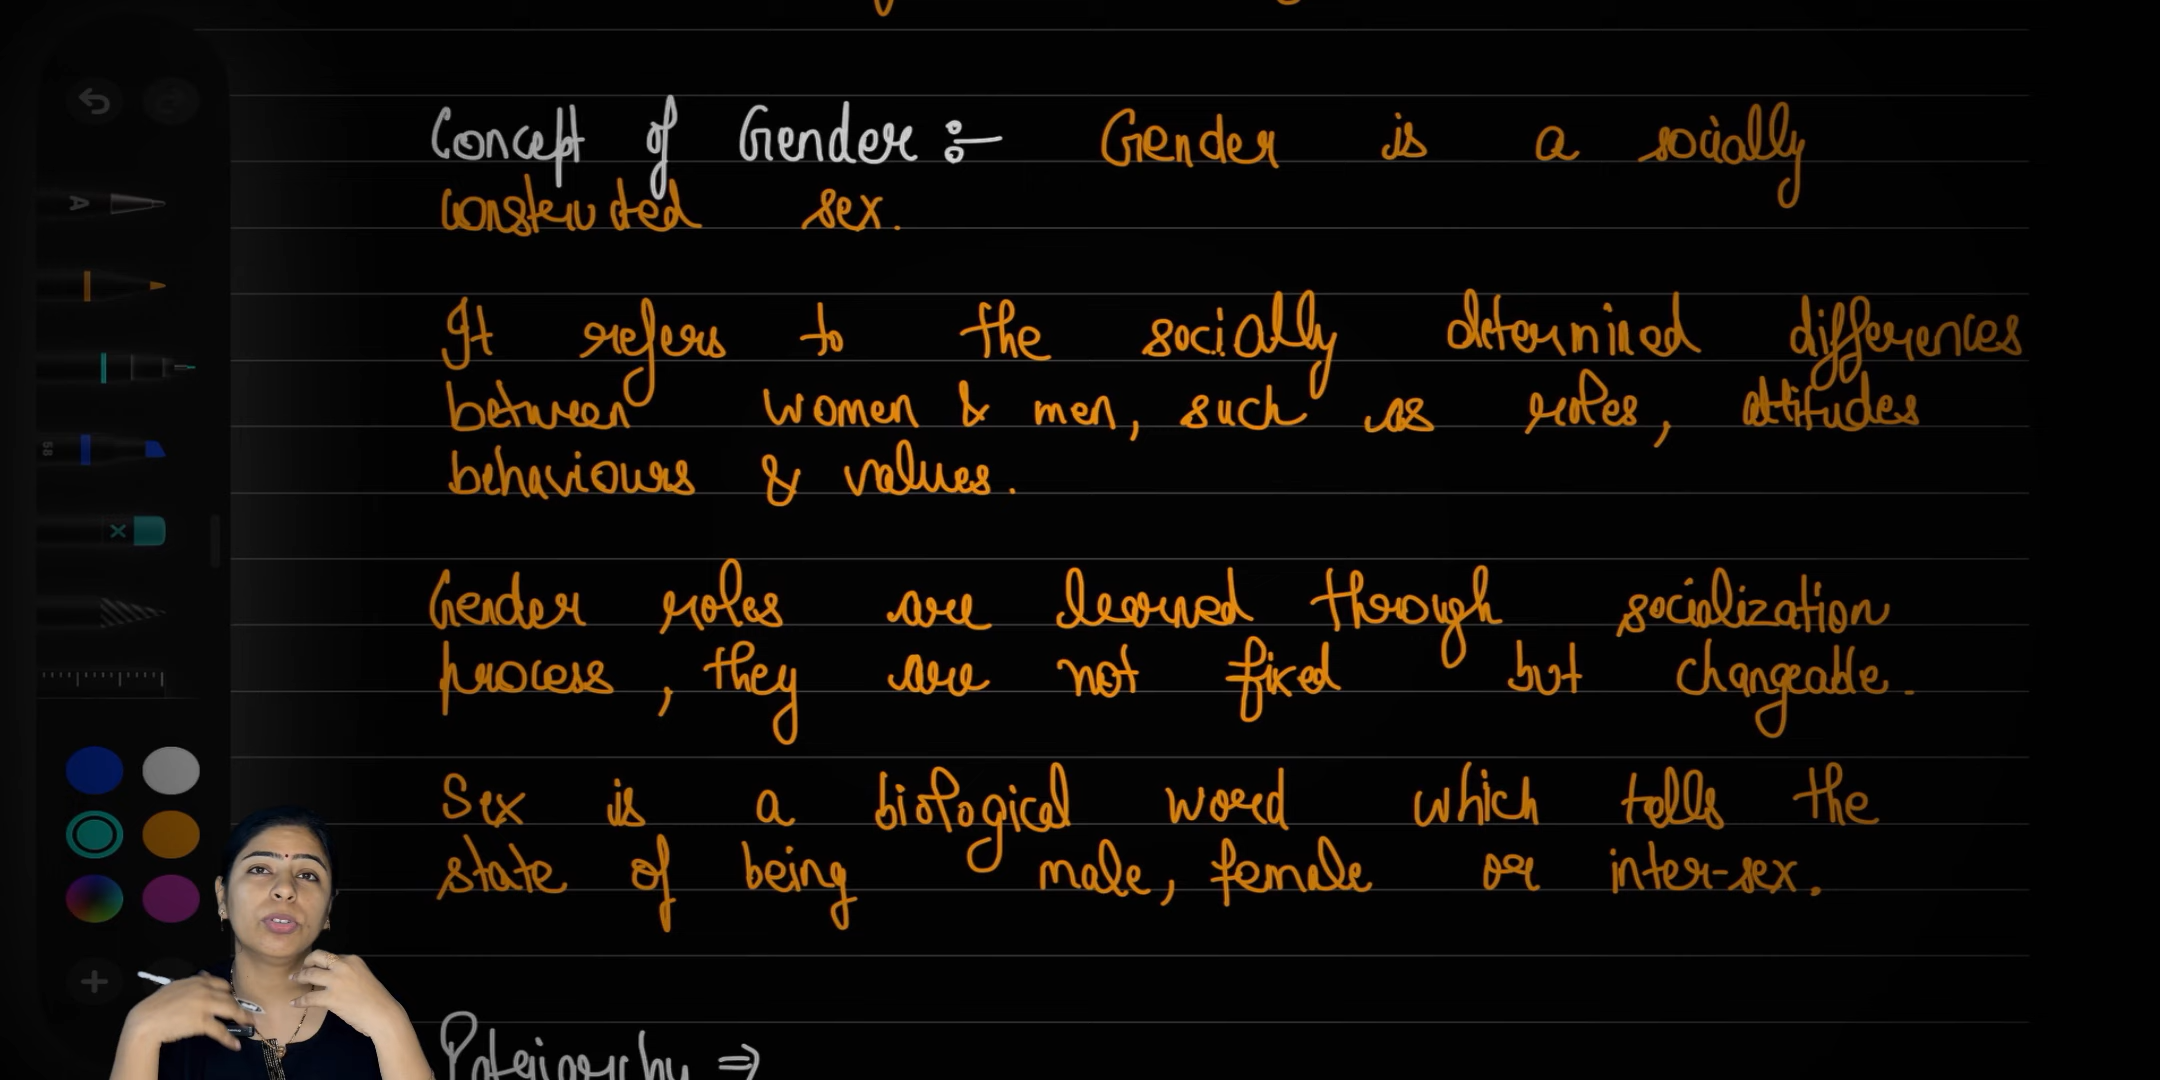 Concept of Gender :- Gender is a socially
constructed sex.
It refers to the socially determined differences
between women & men, such as roles, attitudes
behaviours & values.
Gender roles are learned through socialization
process, they are not fixed but changeable.
Sex is a biological word which tells the
state of being male, female or inter-sex.
Patriarchy ⇒